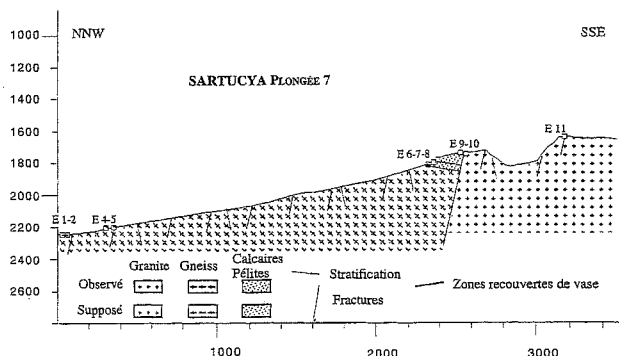 1000
NNW
SSE
1200
SARTUCYA PLONGÉE 7
1400
1600
E 11
E 6-7-8
E 9-10
1800
2000
E 1-2
E 4-5
2200
2400
Granite
Gneiss
Calcaires
Pélites
Stratification
Observé
Zones recouvertes de vase
2600
Fractures
Supposé
2800
1000
2000
3000